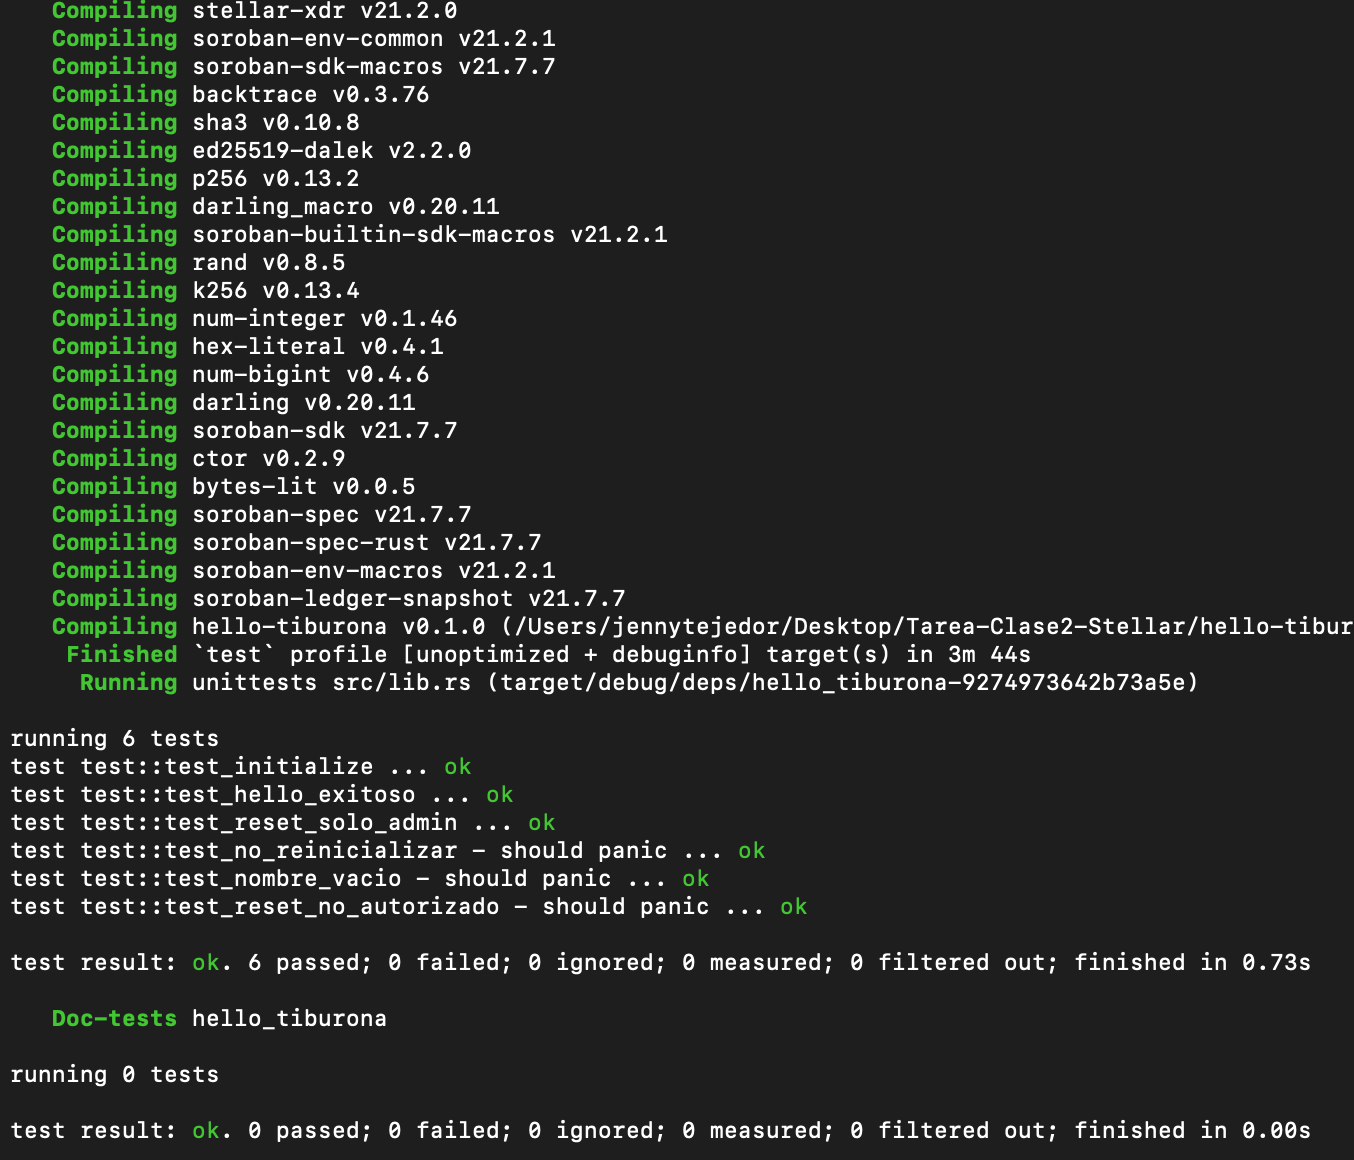 Compiling stellar-xdr v21.2.0
Compiling soroban-env-common v21.2.1
Compiling soroban-sdk-macros v21.7.7
Compiling backtrace v0.3.76
Compiling sha3 v0.10.8
Compiling ed25519-dalek v2.2.0
Compiling p256 v0.13.2
Compiling darling_macro v0.20.11
Compiling soroban-builtin-sdk-macros v21.2.1
Compiling rand v0.8.5
Compiling k256 v0.13.4
Compiling num-integer v0.1.46
Compiling hex-literal v0.4.1
Compiling num-bigint v0.4.6
Compiling darling v0.20.11
Compiling soroban-sdk v21.7.7
Compiling ctor v0.2.9
Compiling bytes-lit v0.0.5
Compiling soroban-spec v21.7.7
Compiling soroban-spec-rust v21.7.7
Compiling soroban-env-macros v21.2.1
Compiling soroban-ledger-snapshot v21.7.7
Compiling hello-tiburona v0.1.0 (/Users/jennytejedor/Desktop/Tarea-Clase2-Stellar/hello-tibur
Finished `test` profile [unoptimized + debuginfo] target(s) in 3m 44s
Running unittests src/lib.rs (target/debug/deps/hello_tiburona-9274973642b73a5e)
running 6 tests
test test::test_initialize ... ok
test test::test_hello_exitoso ... ok
test test::test_reset_solo_admin ... ok
test test::test_no_reinicializar - should panic ... ok
test test::test_nombre_vacio - should panic ... ok
test test::test_reset_no_autorizado - should panic ... ok
test result: ok. 6 passed; 0 failed; 0 ignored; 0 measured; 0 filtered out; finished in 0.73s
Doc-tests hello_tiburona
running 0 tests
test result: ok. 0 passed; 0 failed; 0 ignored; 0 measured; 0 filtered out; finished in 0.00s